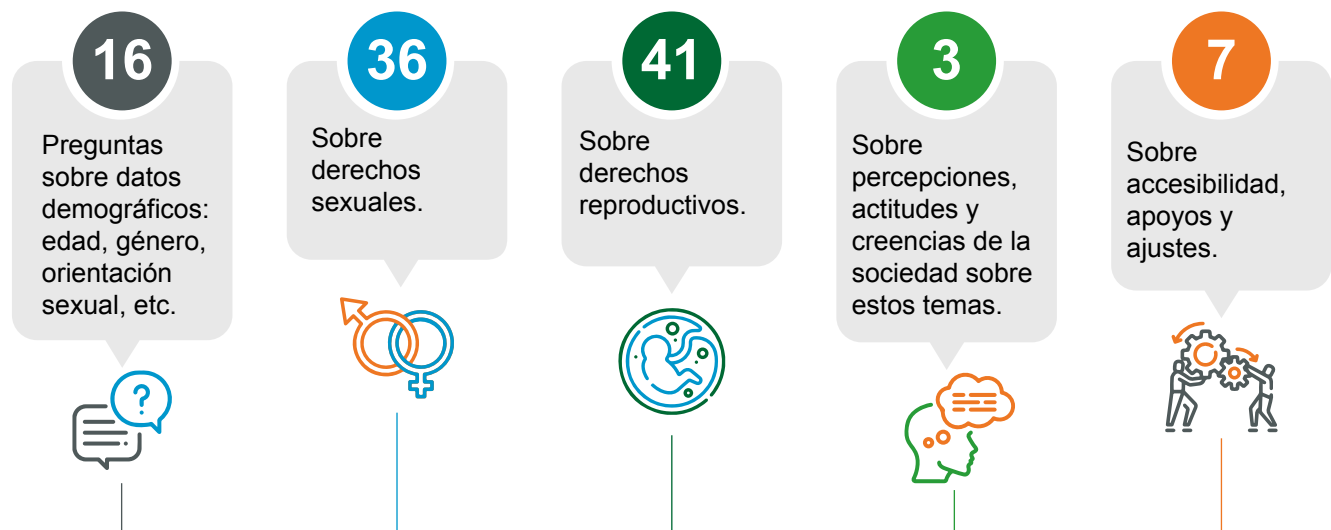 16
Preguntas
sobre datos
demográficos:
edad, género,
orientación
sexual, etc.
36
Sobre
derechos
sexuales.
41
Sobre
derechos
reproductivos.
3
Sobre
percepciones,
actitudes y
creencias de la
sociedad sobre
estos temas.
7
Sobre
accesibilidad,
apoyos y
ajustes.
?